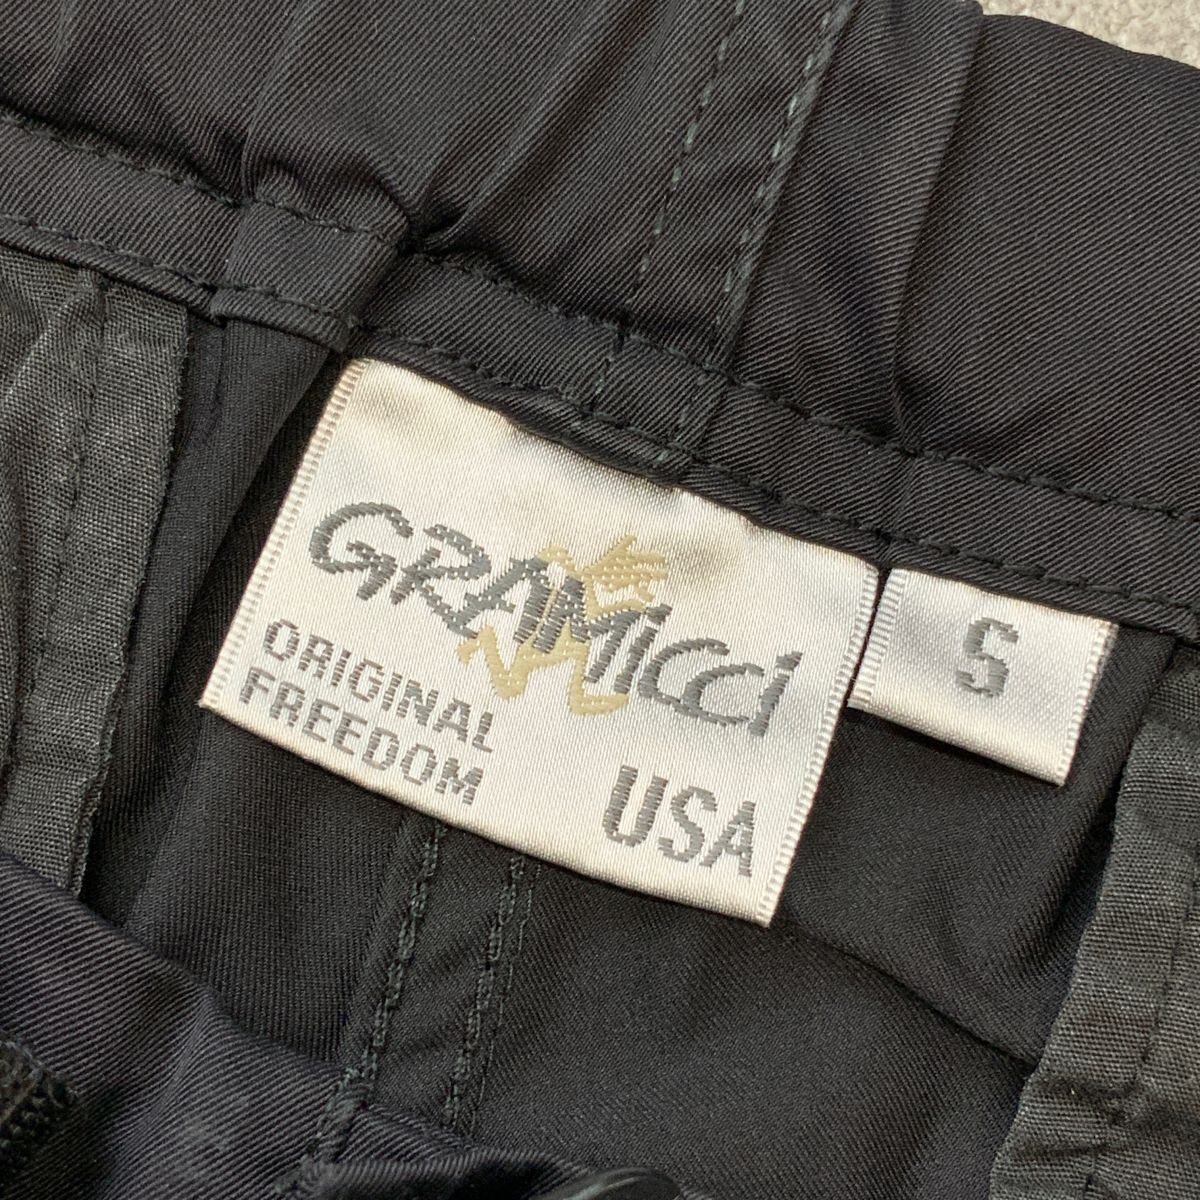 GRAMiCCi
ORIGINAL
FREEDOM
USA
S